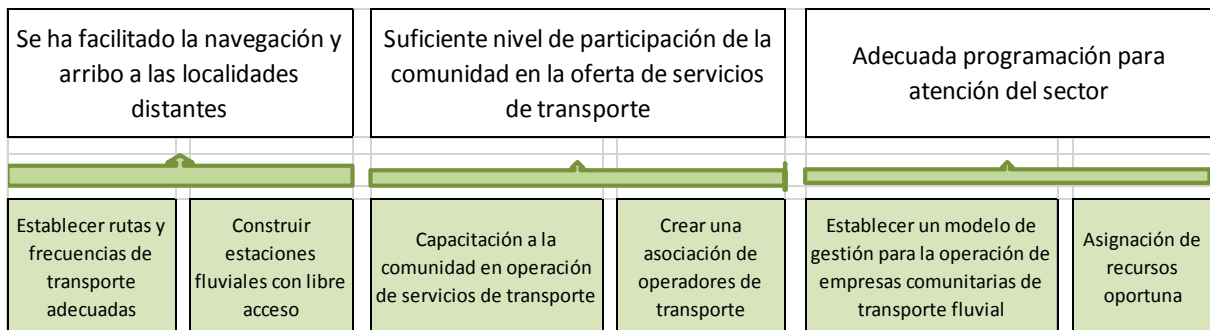 Se ha facilitado la navegación y
arribo a las localidades
distantes
Suficiente nivel de participación de la
comunidad en la oferta de servicios
de transporte
Adecuada programación para
atención del sector
Establecer rutas y
frecuencias de
transporte
adecuadas
Construir
estaciones
fluviales con libre
acceso
Capacitación a la
comunidad en operación
de servicios de transporte
Crear una
asociación de
operadores de
transporte
Establecer un modelo de
gestión para la operación de
empresas comunitarias de
transporte fluvial
Asignación de
recursos
oportuna